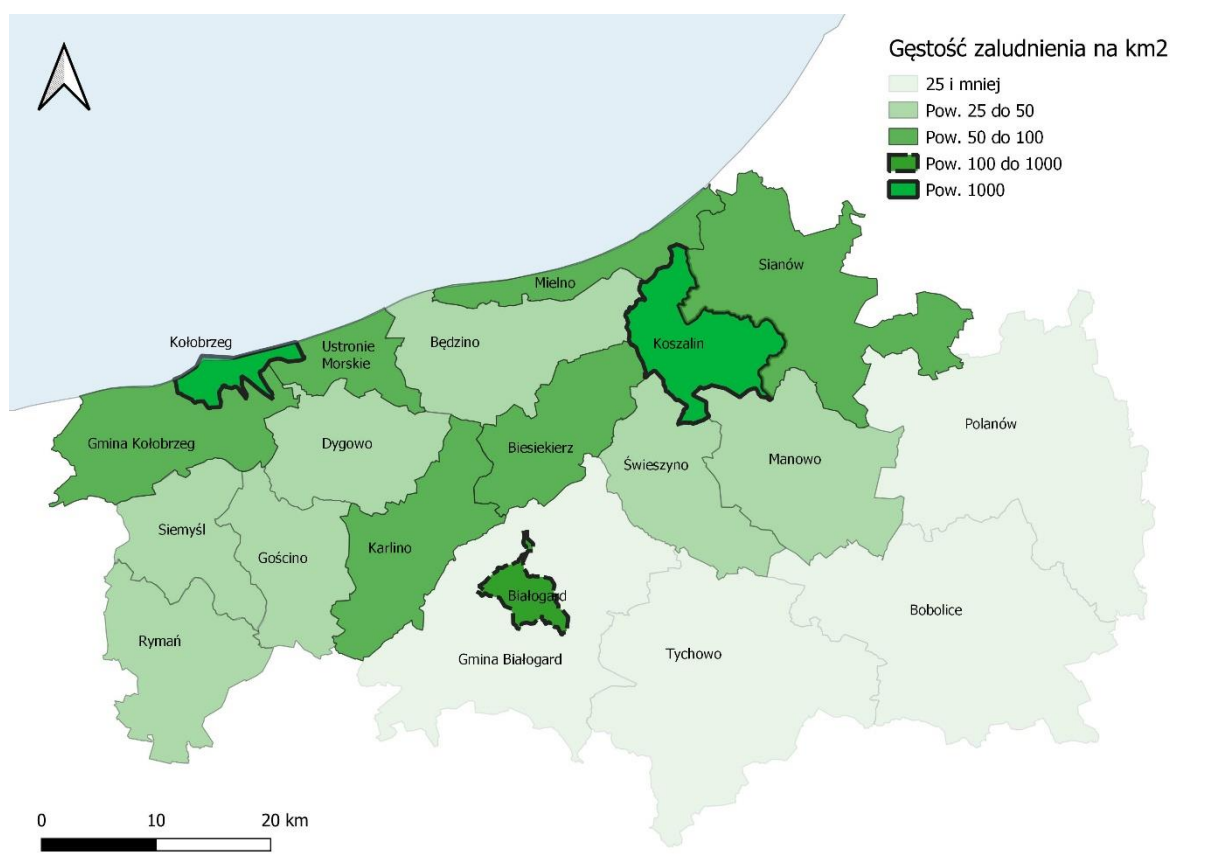 Gęstość zaludnienia na km2
25 i mniej
Pow. 25 do 50
Pow. 50 do 100
Pow. 100 do 1000
Pow. 1000
Sianów
Mielno
Kołobrzeg
Ustronie
Morskie
Będzino
Koszalin
Polanów
Gmina Kołobrzeg
Dygowo
Biesiekierz
Świeszyno
Manowo
Siemyśl
Gościno
Karlino
Białogard
Bobolice
Rymań
Gmina Białogard
Tychowo
0 10 20 km